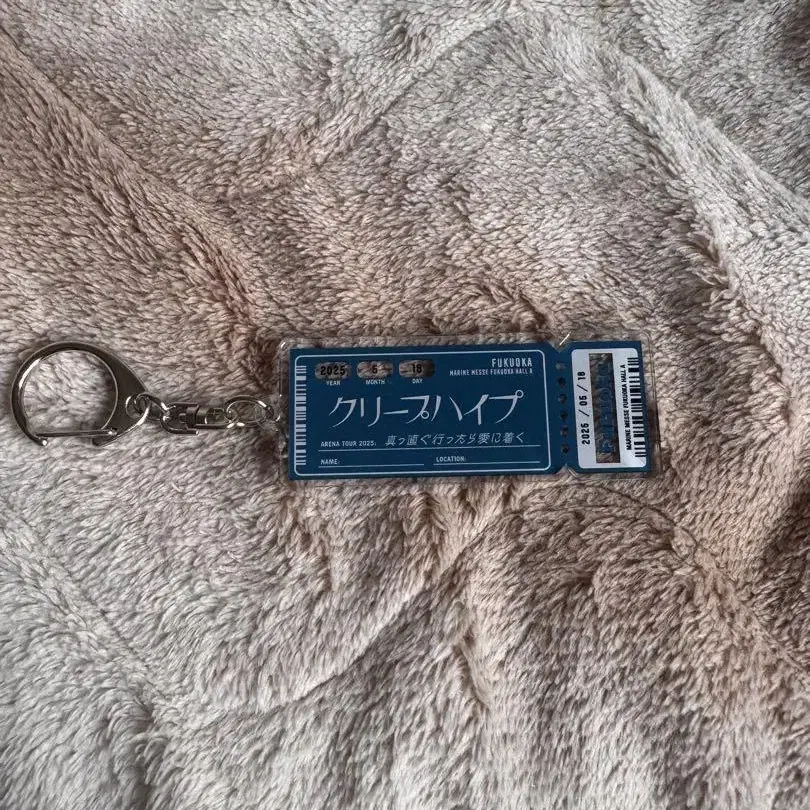 2025 5 18
YEAR MONTH DAY
FUKUOKA
MARINE MESSE FUKUOKA HALL A
クリープハイプ
ARENA TOUR 2025: 真っ直ぐ行ったら愛に着く
NAME: LOCATION:
2025 / 05 / 18
FUKUOKA
MARINE MESSE FUKUOKA HALL A